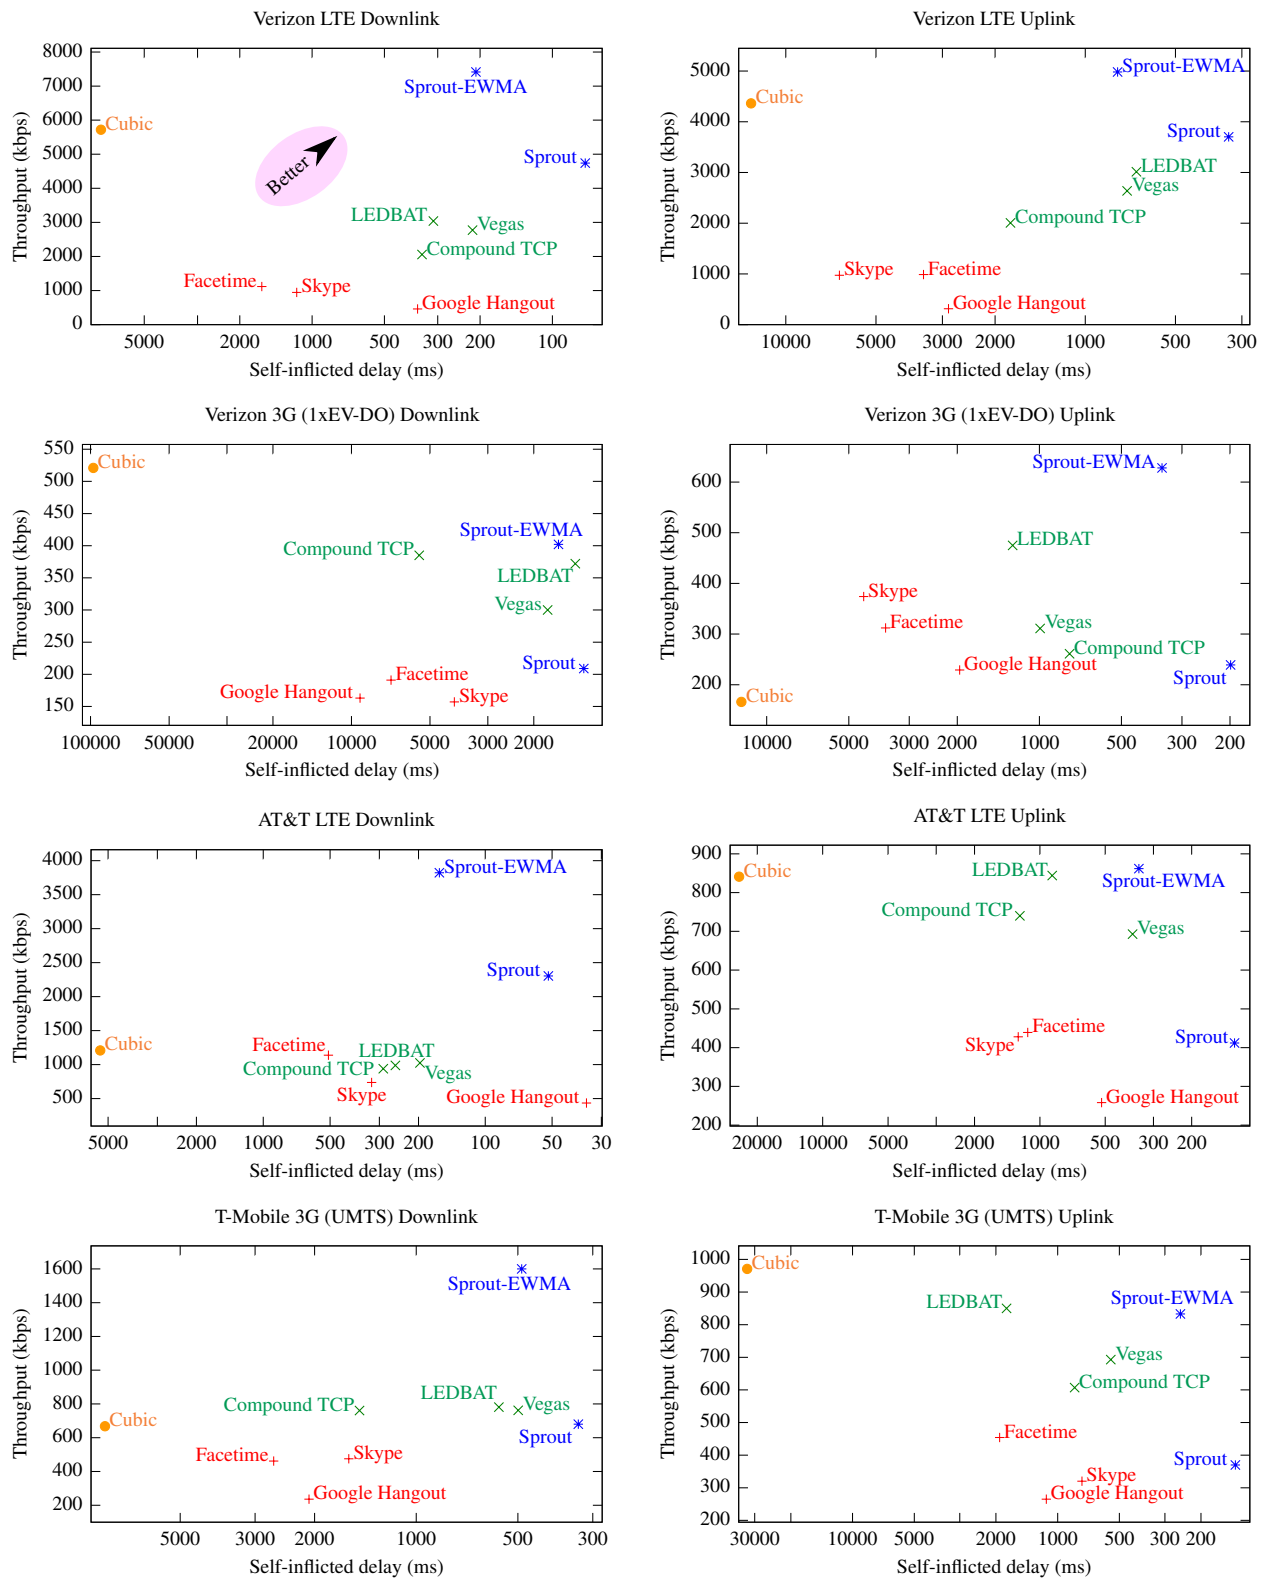 Verizon LTE Downlink
Throughput (kbps)
8000
7000
6000
5000
4000
3000
2000
1000
0
Sprout-EWMA
Cubic
Better
Sprout
LEDBAT
Vegas
Compound TCP
Facetime
Skype
Google Hangout
5000 2000 1000 500 300 200 100
Self-inflicted delay (ms)
Verizon LTE Uplink
Throughput (kbps)
5000
4000
3000
2000
1000
0
Sprout-EWMA
Cubic
Sprout
LEDBAT
Vegas
Compound TCP
Skype
Facetime
Google Hangout
10000 5000 3000 2000 1000 500 300
Self-inflicted delay (ms)
Verizon 3G (1xEV-DO) Downlink
Throughput (kbps)
550
500
450
400
350
300
250
200
150
Cubic
Sprout-EWMA
Compound TCP
LEDBAT
Vegas
Sprout
Facetime
Google Hangout
Skype
100000 50000 20000 10000 5000 3000 2000
Self-inflicted delay (ms)
Verizon 3G (1xEV-DO) Uplink
Throughput (kbps)
600
500
400
300
200
Sprout-EWMA
LEDBAT
Skype
Facetime
Vegas
Compound TCP
Google Hangout
Sprout
Cubic
10000 5000 3000 2000 1000 500 300 200
Self-inflicted delay (ms)
AT&T LTE Downlink
Throughput (kbps)
4000
3500
3000
2500
2000
1500
1000
500
Sprout-EWMA
Sprout
Cubic
Facetime
LEDBAT
Compound TCP
Vegas
Skype
Google Hangout
5000 2000 1000 500 300 200 100 50 30
Self-inflicted delay (ms)
AT&T LTE Uplink
Throughput (kbps)
900
800
700
600
500
400
300
200
Cubic
LEDBAT
Sprout-EWMA
Compound TCP
Vegas
Facetime
Skype
Sprout
Google Hangout
20000 10000 5000 2000 1000 500 300 200
Self-inflicted delay (ms)
T-Mobile 3G (UMTS) Downlink
Throughput (kbps)
1600
1400
1200
1000
800
600
400
200
Sprout-EWMA
LEDBAT
Compound TCP
Vegas
Cubic
Sprout
Facetime
Skype
Google Hangout
5000 3000 2000 1000 500 300
Self-inflicted delay (ms)
T-Mobile 3G (UMTS) Uplink
Throughput (kbps)
1000
900
800
700
600
500
400
300
200
Cubic
LEDBAT
Sprout-EWMA
Vegas
Compound TCP
Facetime
Sprout
Skype
Google Hangout
30000 10000 5000 2000 1000 500 300 200
Self-inflicted delay (ms)